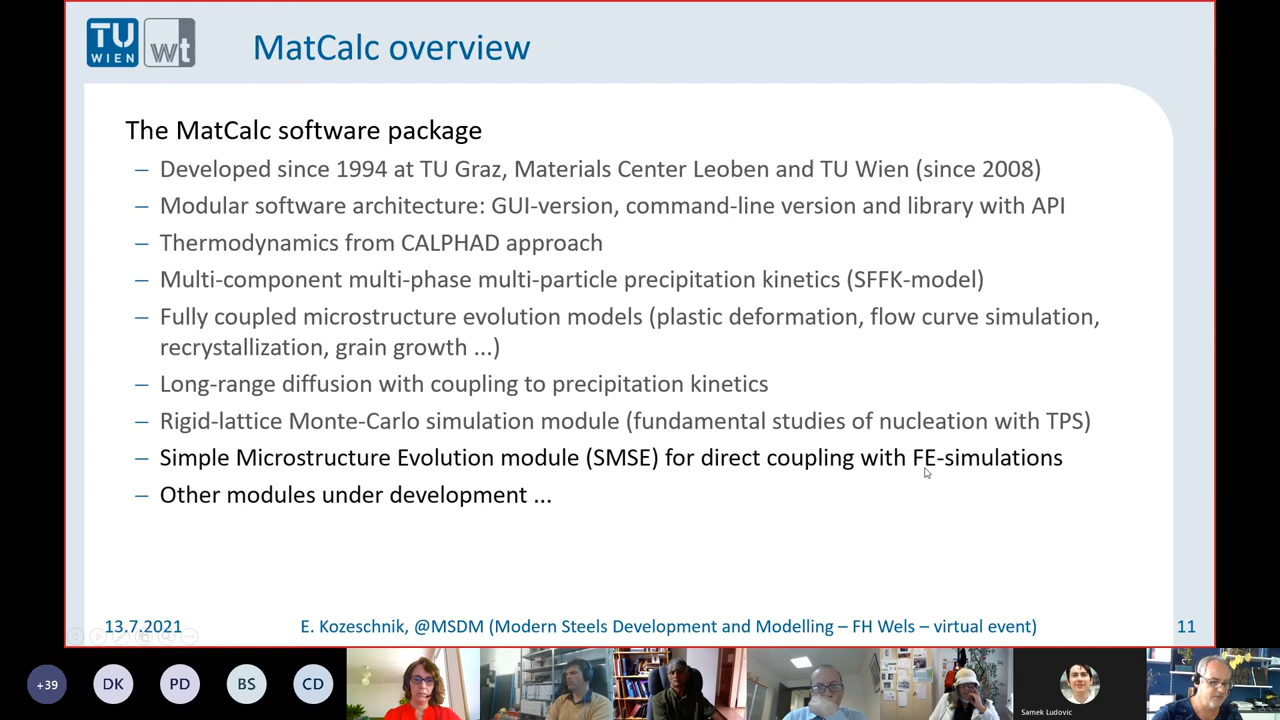 TU
WIEN
wt
MatCalc overview
The MatCalc software package
– Developed since 1994 at TU Graz, Materials Center Leoben and TU Wien (since 2008)
– Modular software architecture: GUI-version, command-line version and library with API
– Thermodynamics from CALPHAD approach
– Multi-component multi-phase multi-particle precipitation kinetics (SFFK-model)
– Fully coupled microstructure evolution models (plastic deformation, flow curve simulation,
recrystallization, grain growth ...)
– Long-range diffusion with coupling to precipitation kinetics
– Rigid-lattice Monte-Carlo simulation module (fundamental studies of nucleation with TPS)
– Simple Microstructure Evolution module (SMSE) for direct coupling with FE-simulations
– Other modules under development ...
13.7.2021 E. Kozeschnik, @MSDM (Modern Steels Development and Modelling – FH Wels – virtual event) 11
+39 DK PD BS CD
Samek Ludovic